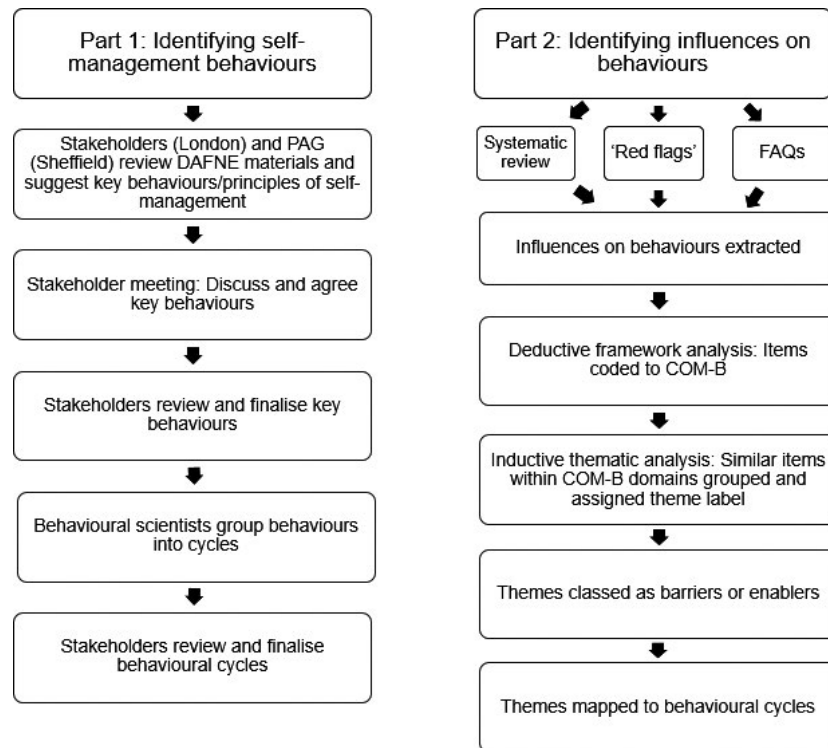 Part 1: Identifying self-
management behaviours
Stakeholders (London) and PAG
(Sheffield) review DAFNE materials and
suggest key behaviours/principles of self-
management
Stakeholder meeting: Discuss and agree
key behaviours
Stakeholders review and finalise key
behaviours
Behavioural scientists group behaviours
into cycles
Stakeholders review and finalise
behavioural cycles
Part 2: Identifying influences on
behaviours
Systematic
review
'Red flags'
FAQs
Influences on behaviours extracted
Deductive framework analysis: Items
coded to COM-B
Inductive thematic analysis: Similar items
within COM-B domains grouped and
assigned theme label
Themes classed as barriers or enablers
Themes mapped to behavioural cycles